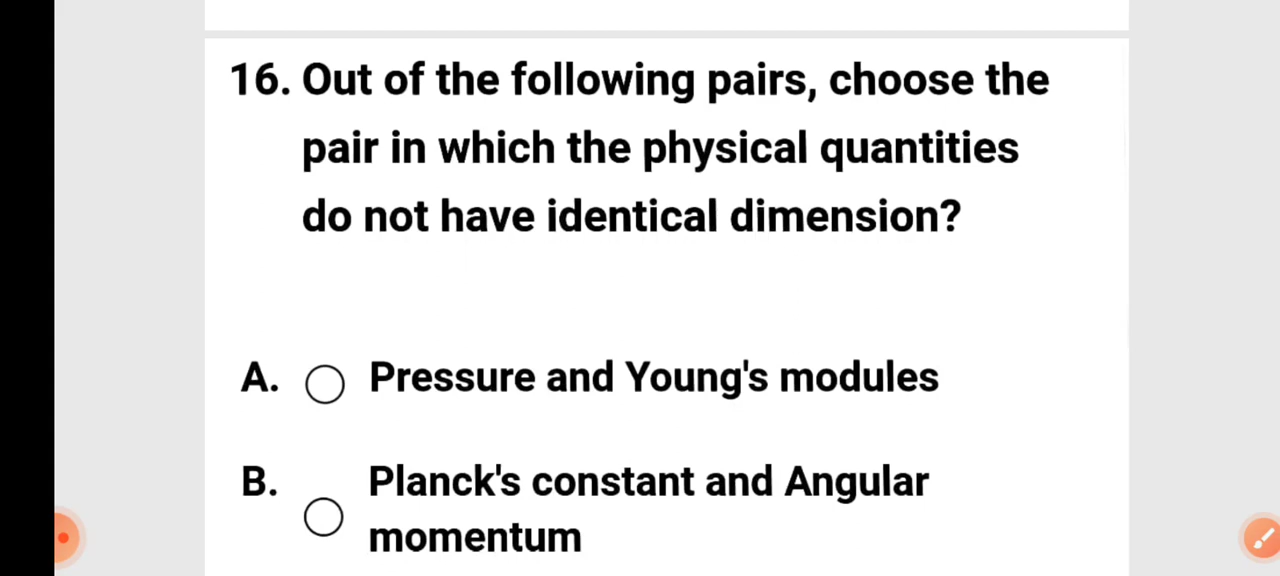 16. Out of the following pairs, choose the
pair in which the physical quantities
do not have identical dimension?
A. Pressure and Young's modules
B. Planck's constant and Angular
momentum